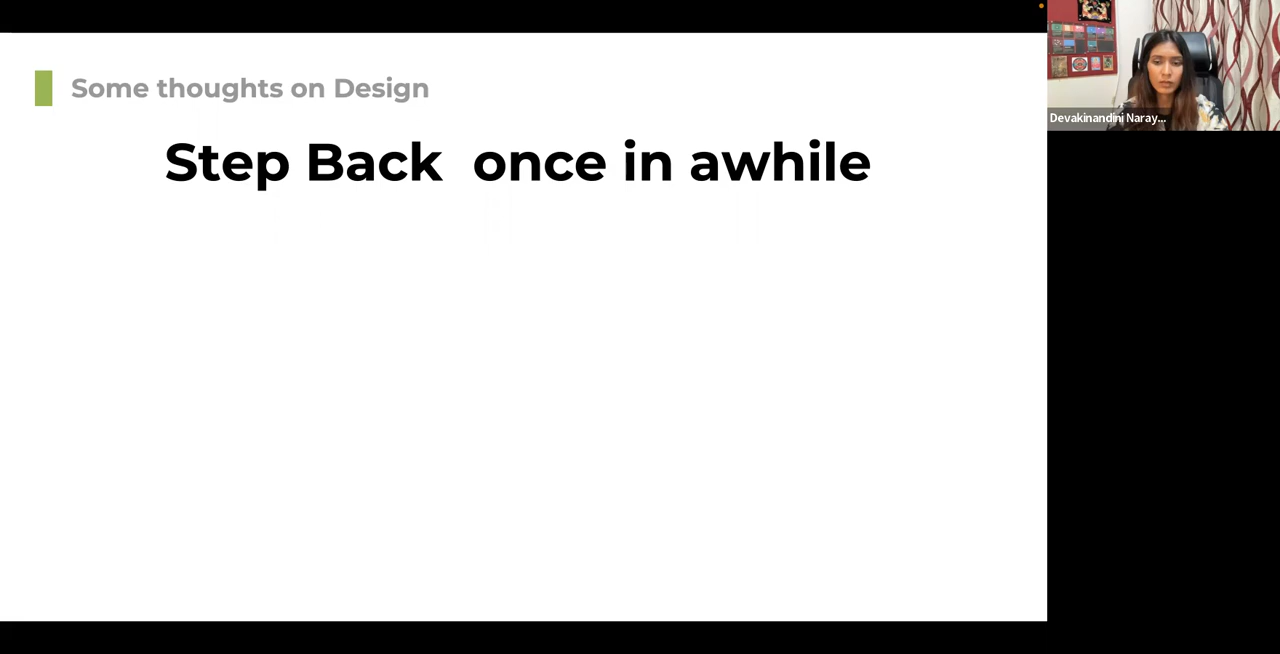 Some thoughts on Design
Step Back  once in awhile
Devakinandini Naray...